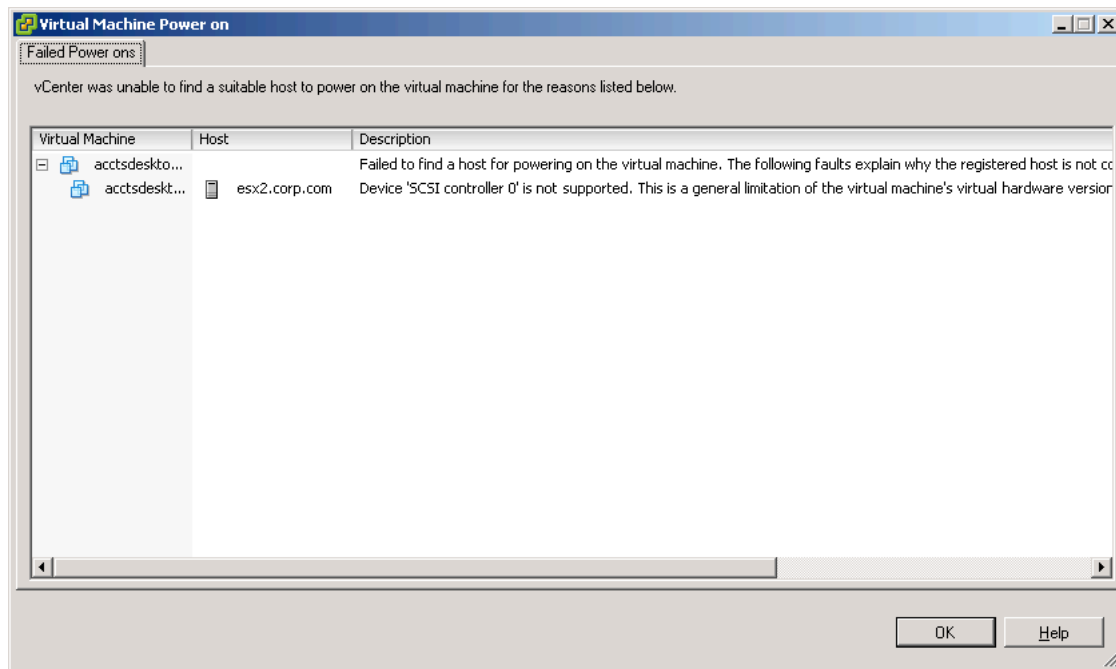 Virtual Machine Power on
Failed Power ons
vCenter was unable to find a suitable host to power on the virtual machine for the reasons listed below.
Virtual Machine Host Description
acctsdeskto... Failed to find a host for powering on the virtual machine. The following faults explain why the registered host is not co
acctsdeskt... esx2.corp.com Device 'SCSI controller 0' is not supported. This is a general limitation of the virtual machine's virtual hardware version
OK Help